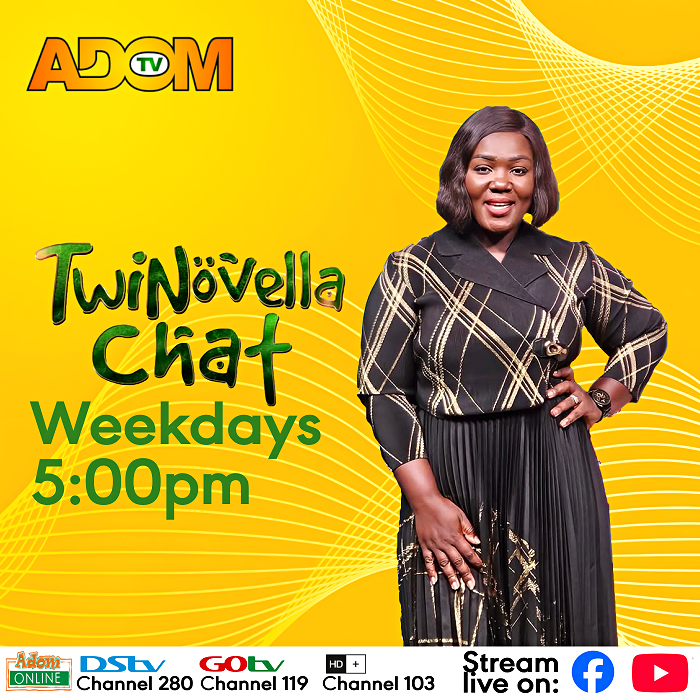 ADOM
TV
TWiNövella
Chat
Weekdays
5:00pm
Adom
ONLINE
DStv
Channel 280
GOtv
Channel 119
HD +
Channel 103
Stream
live on: